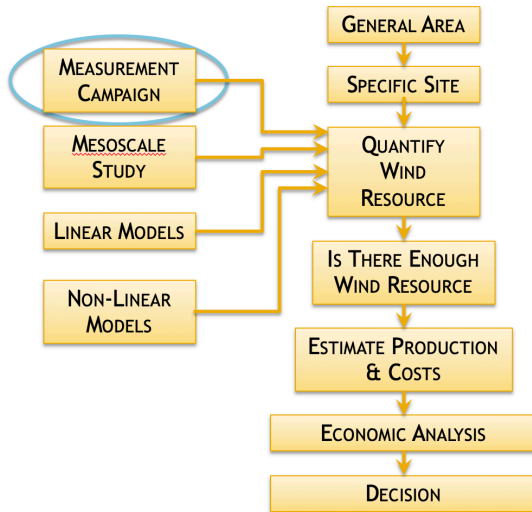 GENERAL AREA
MEASUREMENT
CAMPAIGN
SPECIFIC SITE
MESOSCALE
STUDY
QUANTIFY
WIND
RESOURCE
LINEAR MODELS
IS THERE ENOUGH
WIND RESOURCE
NON-LINEAR
MODELS
ESTIMATE PRODUCTION
& COSTS
ECONOMIC ANALYSIS
DECISION